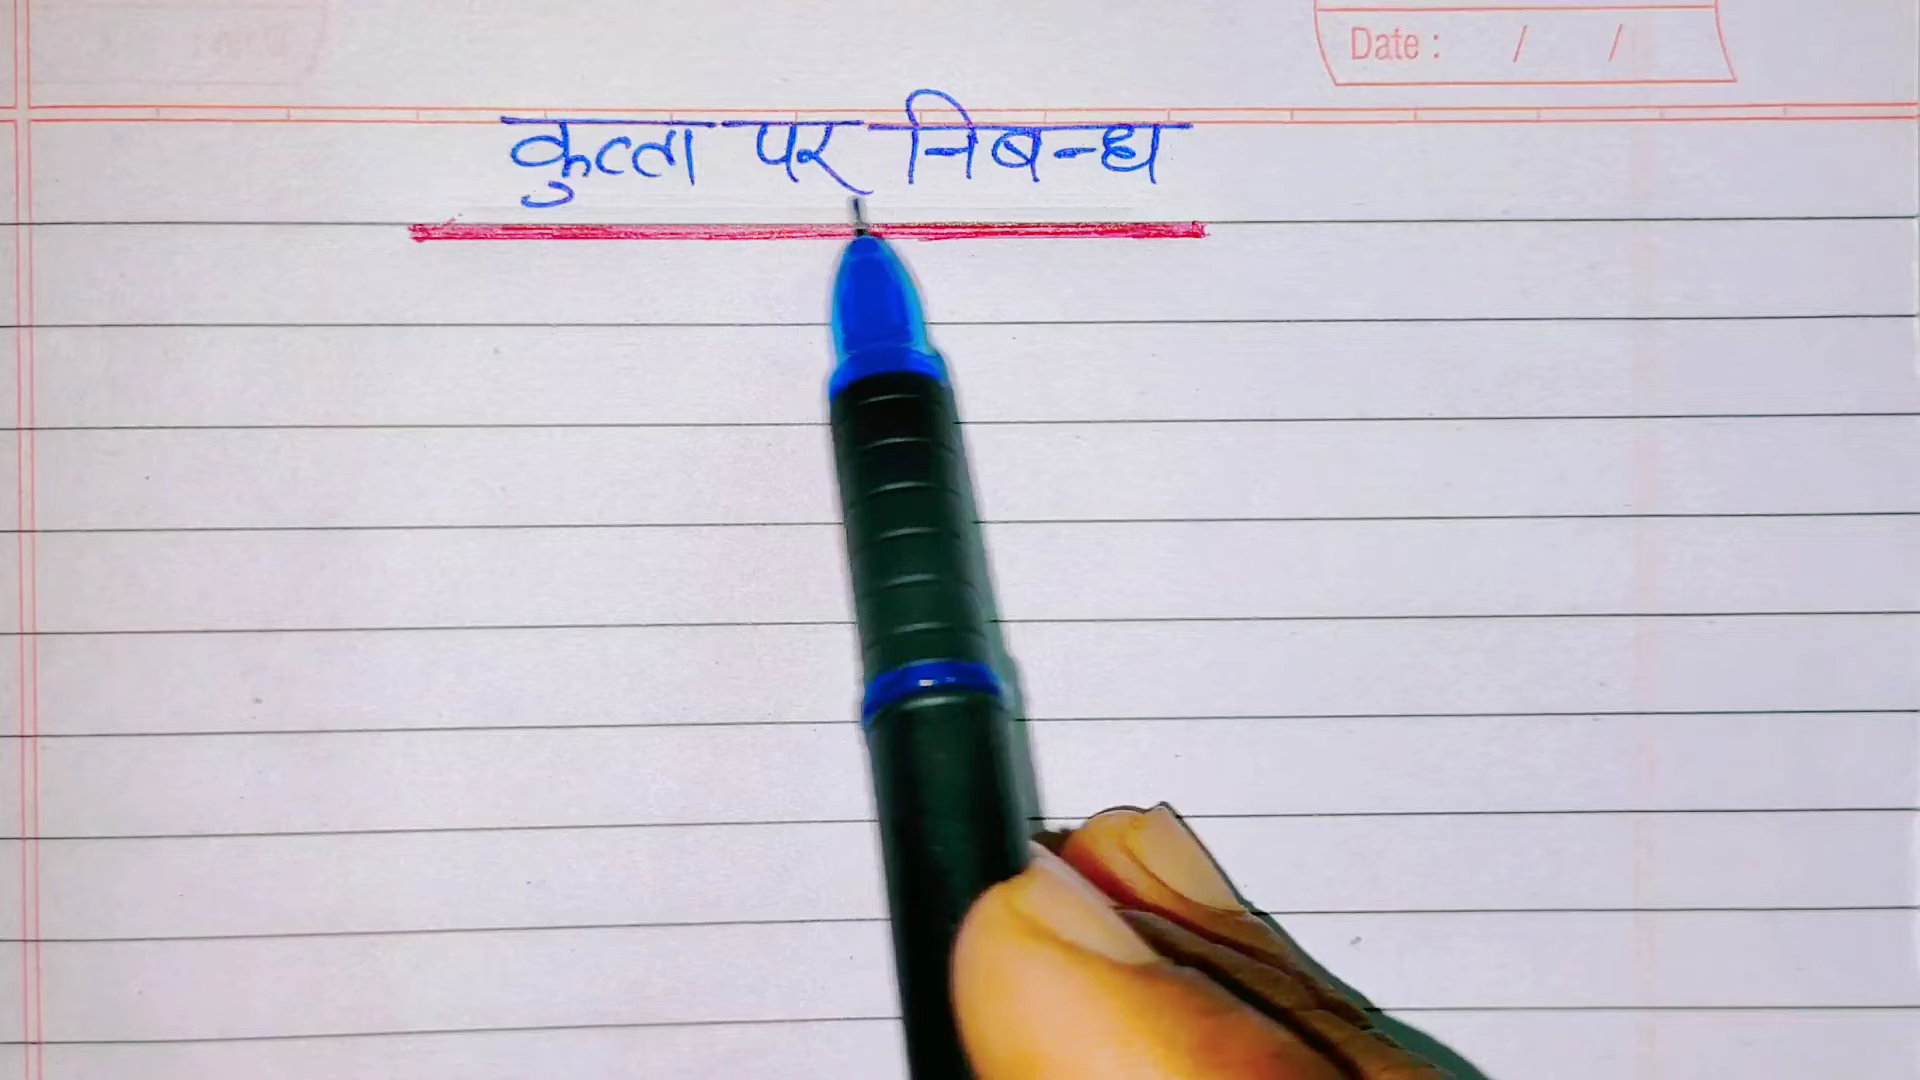 Date : / /
कुत्ता पर निबन्ध